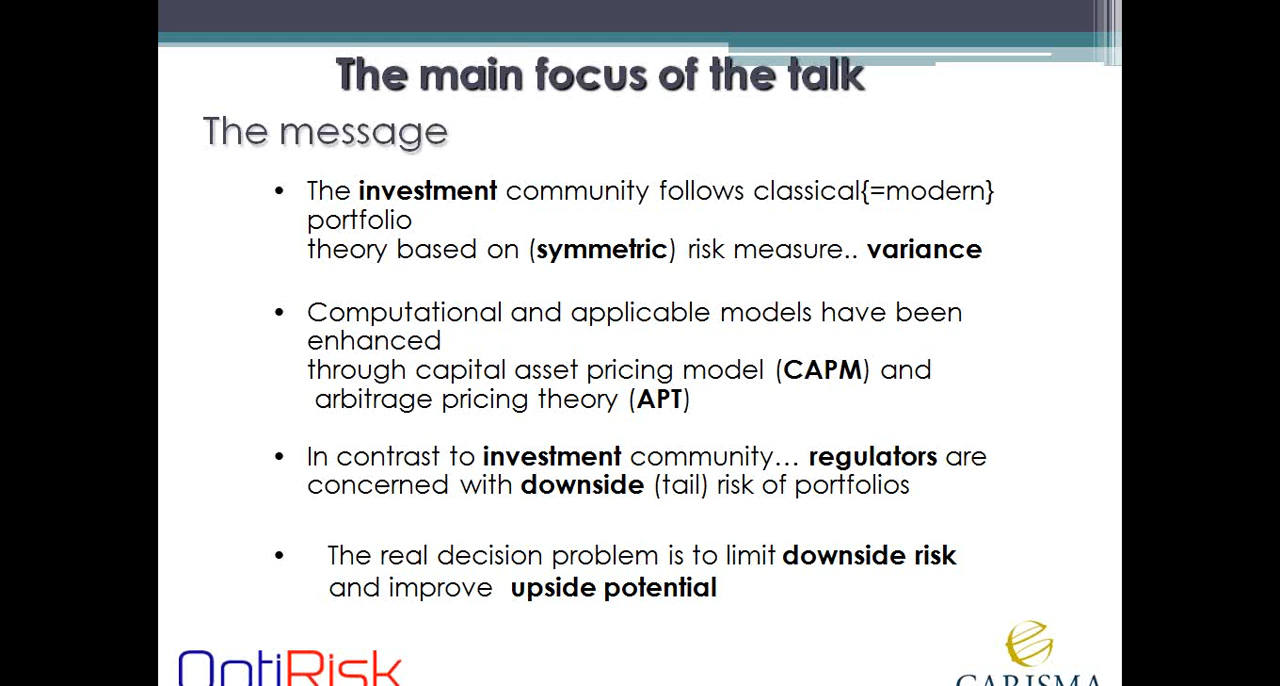 The main focus of the talk
The message
• The investment community follows classical{=modern}
portfolio
theory based on (symmetric) risk measure.. variance
• Computational and applicable models have been
enhanced
through capital asset pricing model (CAPM) and
arbitrage pricing theory (APT)
• In contrast to investment community... regulators are
concerned with downside (tail) risk of portfolios
• The real decision problem is to limit downside risk
and improve upside potential
OptiRisk
CARISMA